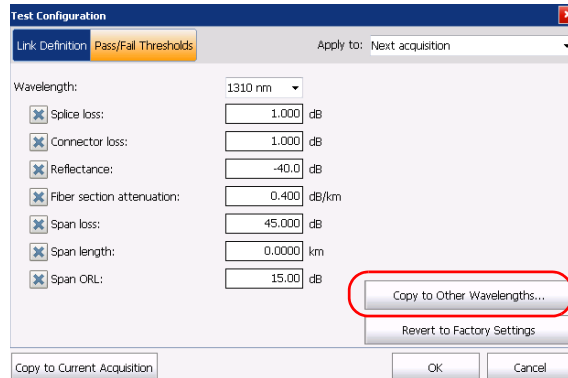 Test Configuration
Link Definition Pass/Fail Thresholds Apply to: Next acquisition
Wavelength: 1310 nm
Splice loss: 1.000 dB
Connector loss: 1.000 dB
Reflectance: -40.0 dB
Fiber section attenuation: 0.400 dB/km
Span loss: 45.000 dB
Span length: 0.0000 km
Span ORL: 15.00 dB
Copy to Other Wavelengths...
Revert to Factory Settings
Copy to Current Acquisition OK Cancel